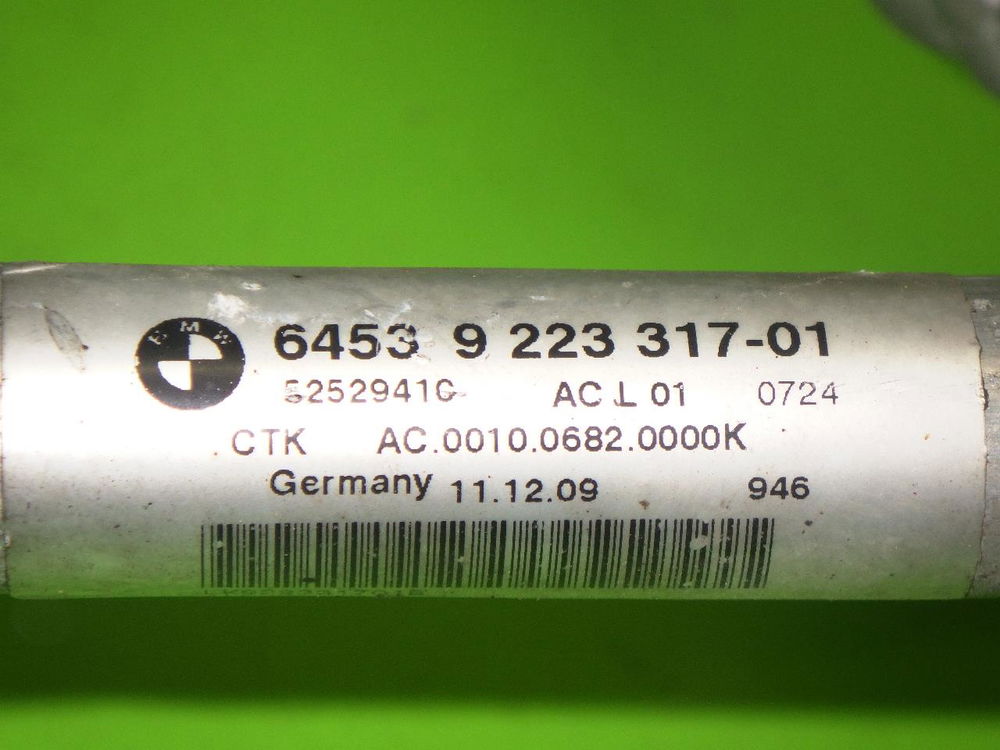 BMW 6453 9 223 317-01
AC L 01 0724
CTK AC.0010.0682.0000K
Germany 11.12.09 946